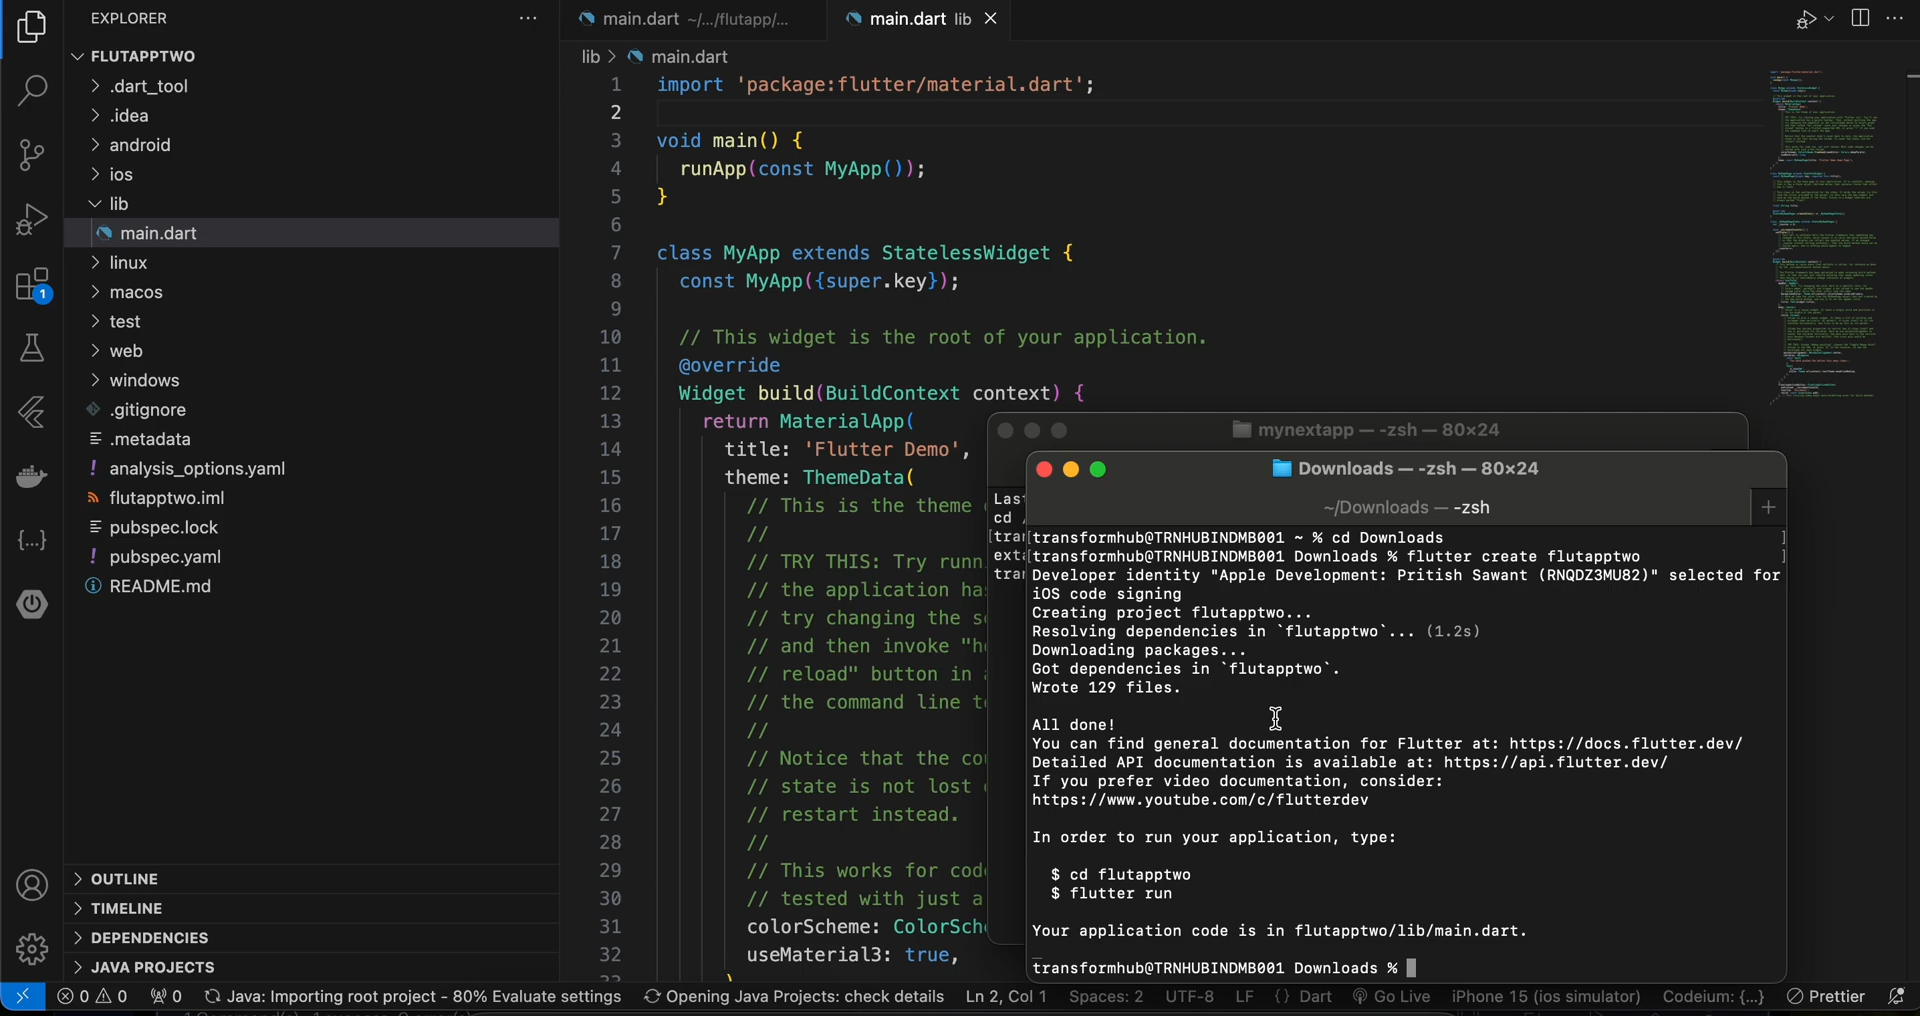 EXPLORER
FLUTAPPTWO
.dart_tool
.idea
android
ios
lib
main.dart
linux
macos
test
web
windows
.gitignore
.metadata
analysis_options.yaml
flutapptwo.iml
pubspec.lock
pubspec.yaml
README.md
OUTLINE
TIMELINE
DEPENDENCIES
JAVA PROJECTS
1
main.dart ~/.../flutapp/...
main.dart lib
lib > main.dart
1 import 'package:flutter/material.dart';
2
3 void main() {
4 runApp(const MyApp());
5 }
6
7 class MyApp extends StatelessWidget {
8 const MyApp({super.key});
9
10 // This widget is the root of your application.
11 @override
12 Widget build(BuildContext context) {
13 return MaterialApp(
14 title: 'Flutter Demo',
15 theme: ThemeData(
16 // This is the theme
17 //
18 // TRY THIS: Try runn
19 // the application ha
20 // try changing the s
21 // and then invoke "h
22 // reload" button in
23 // the command line t
24 //
25 // Notice that the co
26 // state is not lost
27 // restart instead.
28 //
29 // This works for cod
30 // tested with just a
31 colorScheme: ColorSch
32 useMaterial3: true,
mynextapp — -zsh — 80×24
Las
cd
tra
ext
tra
Downloads — -zsh — 80×24
~/Downloads — -zsh
[transformhub@TRNHUBINDMB001 ~ % cd Downloads ]
[transformhub@TRNHUBINDMB001 Downloads % flutter create flutapptwo ]
Developer identity "Apple Development: Pritish Sawant (RNQDZ3MU82)" selected for
iOS code signing
Creating project flutapptwo...
Resolving dependencies in `flutapptwo`... (1.2s)
Downloading packages...
Got dependencies in `flutapptwo`.
Wrote 129 files.
All done!
You can find general documentation for Flutter at: https://docs.flutter.dev/
Detailed API documentation is available at: https://api.flutter.dev/
If you prefer video documentation, consider:
https://www.youtube.com/c/flutterdev
In order to run your application, type:
$ cd flutapptwo
$ flutter run
Your application code is in flutapptwo/lib/main.dart.
transformhub@TRNHUBINDMB001 Downloads %
0 0 0 Java: Importing root project - 80% Evaluate settings Opening Java Projects: check details Ln 2, Col 1 Spaces: 2 UTF-8 LF {} Dart Go Live iPhone 15 (ios simulator) Codeium: {...} Prettier